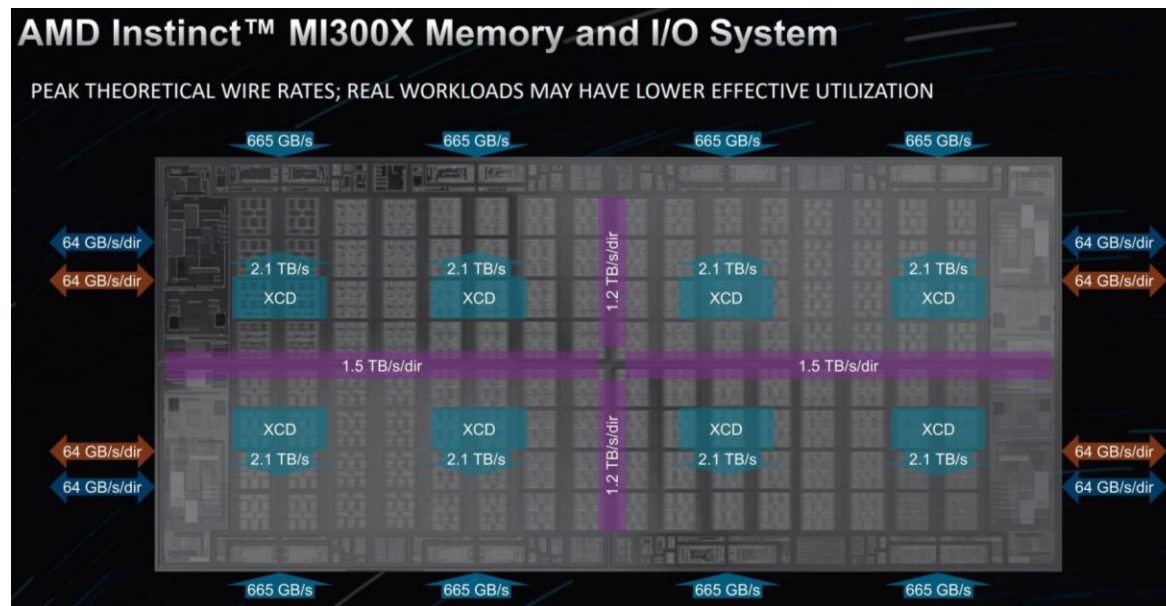 AMD Instinct™ MI300X Memory and I/O System
PEAK THEORETICAL WIRE RATES; REAL WORKLOADS MAY HAVE LOWER EFFECTIVE UTILIZATION
665 GB/s 665 GB/s 665 GB/s 665 GB/s
64 GB/s/dir 64 GB/s/dir
2.1 TB/s 2.1 TB/s 1.2 TB/s/dir 2.1 TB/s 2.1 TB/s
64 GB/s/dir 64 GB/s/dir
XCD XCD XCD XCD
1.5 TB/s/dir 1.5 TB/s/dir
XCD XCD XCD XCD
64 GB/s/dir 64 GB/s/dir
2.1 TB/s 2.1 TB/s 1.2 TB/s/dir 2.1 TB/s 2.1 TB/s
64 GB/s/dir 64 GB/s/dir
665 GB/s 665 GB/s 665 GB/s 665 GB/s